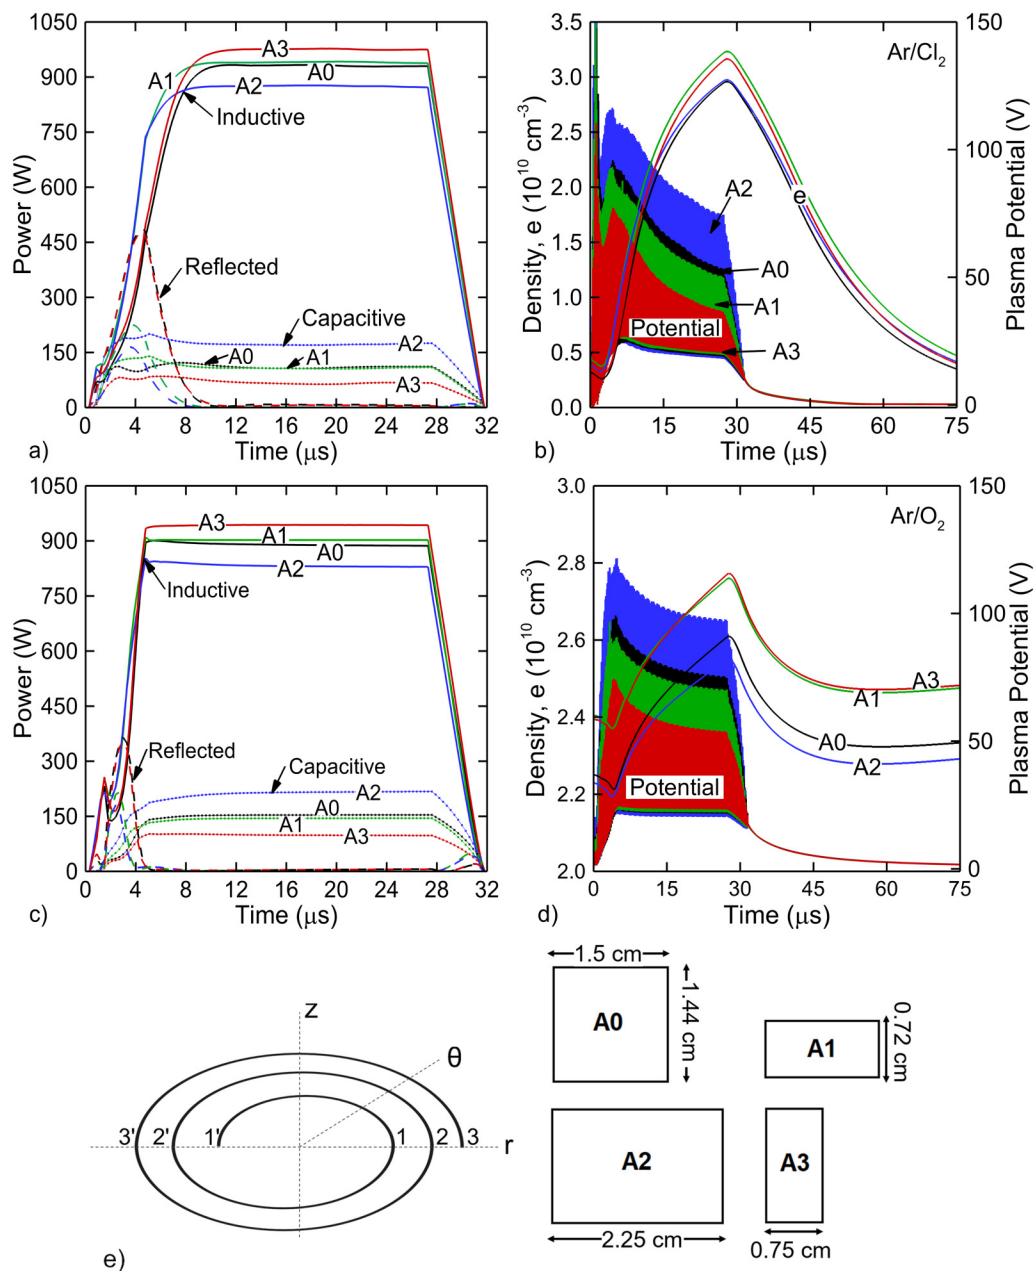 1050
900
750
600
450
300
150
0
Power (W)
A3
A1
A0
A2
Inductive
Reflected
Capacitive
A2
A0
A1
A3
0 4 8 12 16 20 24 28 32
Time (μs)
a)
3.5
3.0
2.5
2.0
1.5
1.0
0.5
0.0
Density, e (10¹⁰ cm⁻³)
Ar/Cl₂
150
100
50
0
Plasma Potential (V)
A2
e
A0
A1
Potential
A3
0 15 30 45 60 75
Time (μs)
b)
1050
900
750
600
450
300
150
0
Power (W)
A3
A1
A0
A2
Inductive
Reflected
Capacitive
A2
A0
A1
A3
0 4 8 12 16 20 24 28 32
Time (μs)
c)
3.0
2.8
2.6
2.4
2.2
2.0
Density, e (10¹⁰ cm⁻³)
Ar/O₂
150
100
50
0
Plasma Potential (V)
A3
A1
A0
A2
Potential
0 15 30 45 60 75
Time (μs)
d)
z
θ
3' 2' 1' 1 2 3 r
e)
1.5 cm
A0
1.44 cm
A1
0.72 cm
A2
2.25 cm
A3
0.75 cm